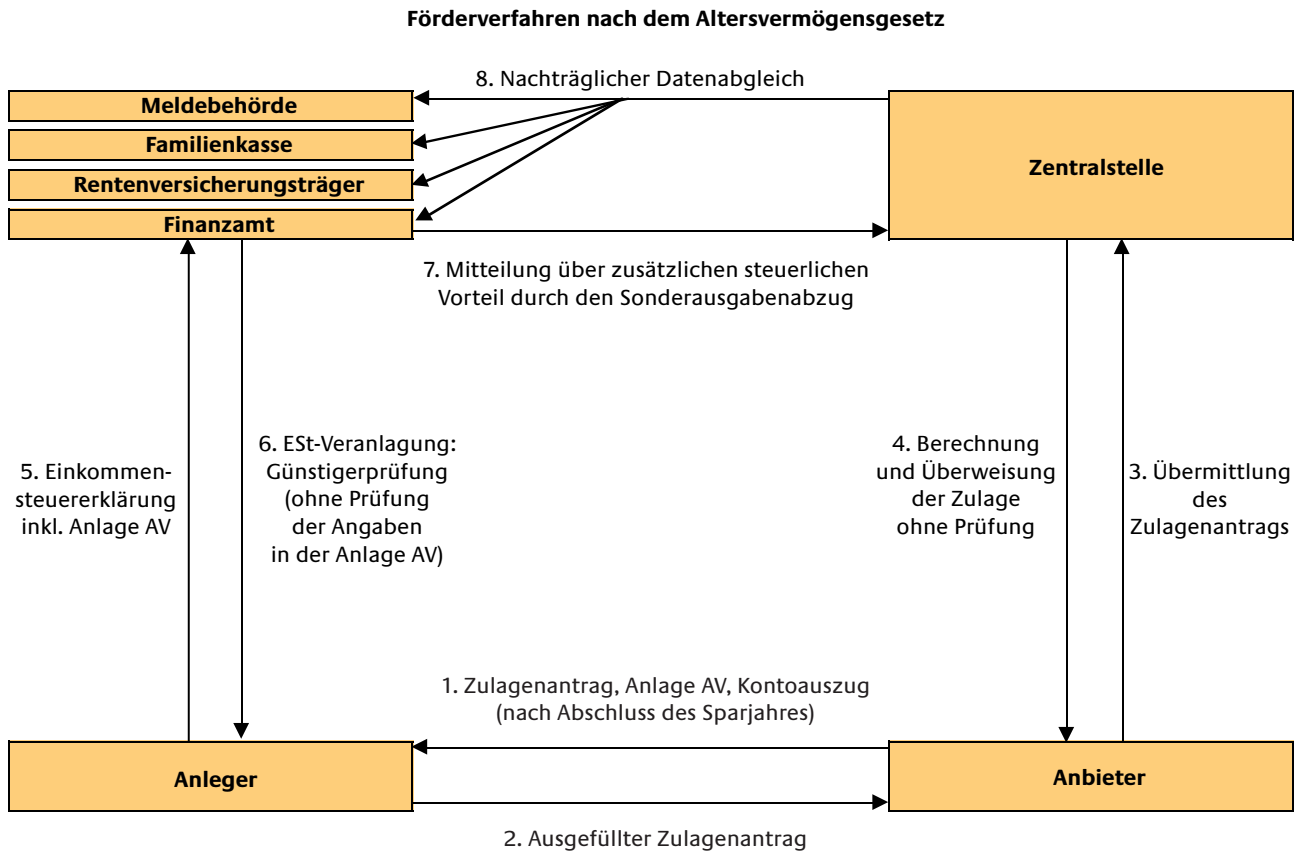 Förderverfahren nach dem Altersvermögensgesetz
8. Nachträglicher Datenabgleich
Meldebehörde
Familienkasse
Rentenversicherungsträger
Finanzamt
Zentralstelle
7. Mitteilung über zusätzlichen steuerlichen
Vorteil durch den Sonderausgabenabzug
5. Einkommen-
steuererklärung
inkl. Anlage AV
6. ESt-Veranlagung:
Günstigerprüfung
(ohne Prüfung
der Angaben
in der Anlage AV)
4. Berechnung
und Überweisung
der Zulage
ohne Prüfung
3. Übermittlung
des
Zulagenantrags
1. Zulagenantrag, Anlage AV, Kontoauszug
(nach Abschluss des Sparjahres)
Anleger
Anbieter
2. Ausgefüllter Zulagenantrag